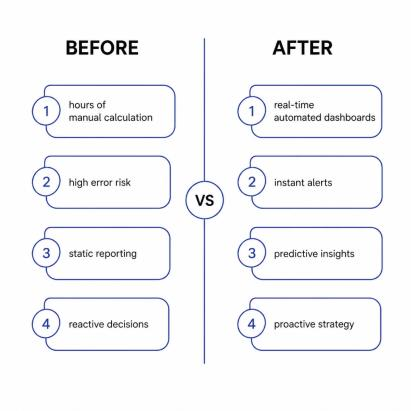 BEFORE
1
hours of
manual calculation
2
high error risk
3
static reporting
4
reactive decisions
VS
AFTER
1
real-time
automated dashboards
2
instant alerts
3
predictive insights
4
proactive strategy